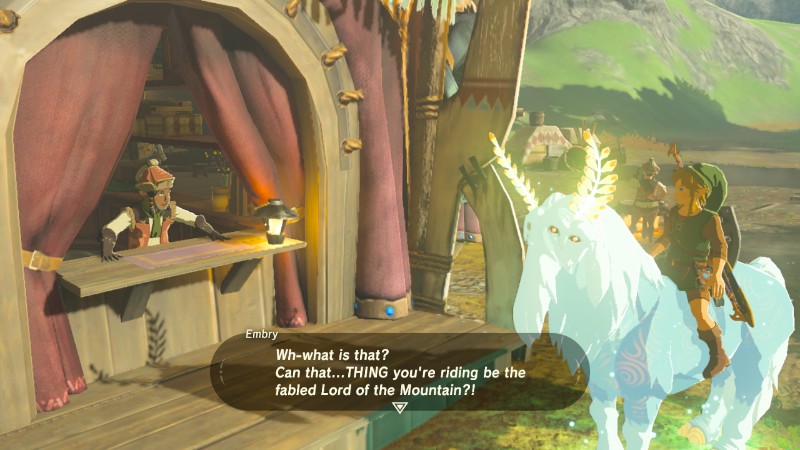 Embry
Wh-what is that?
Can that...THING you're riding be the
fabled Lord of the Mountain?!